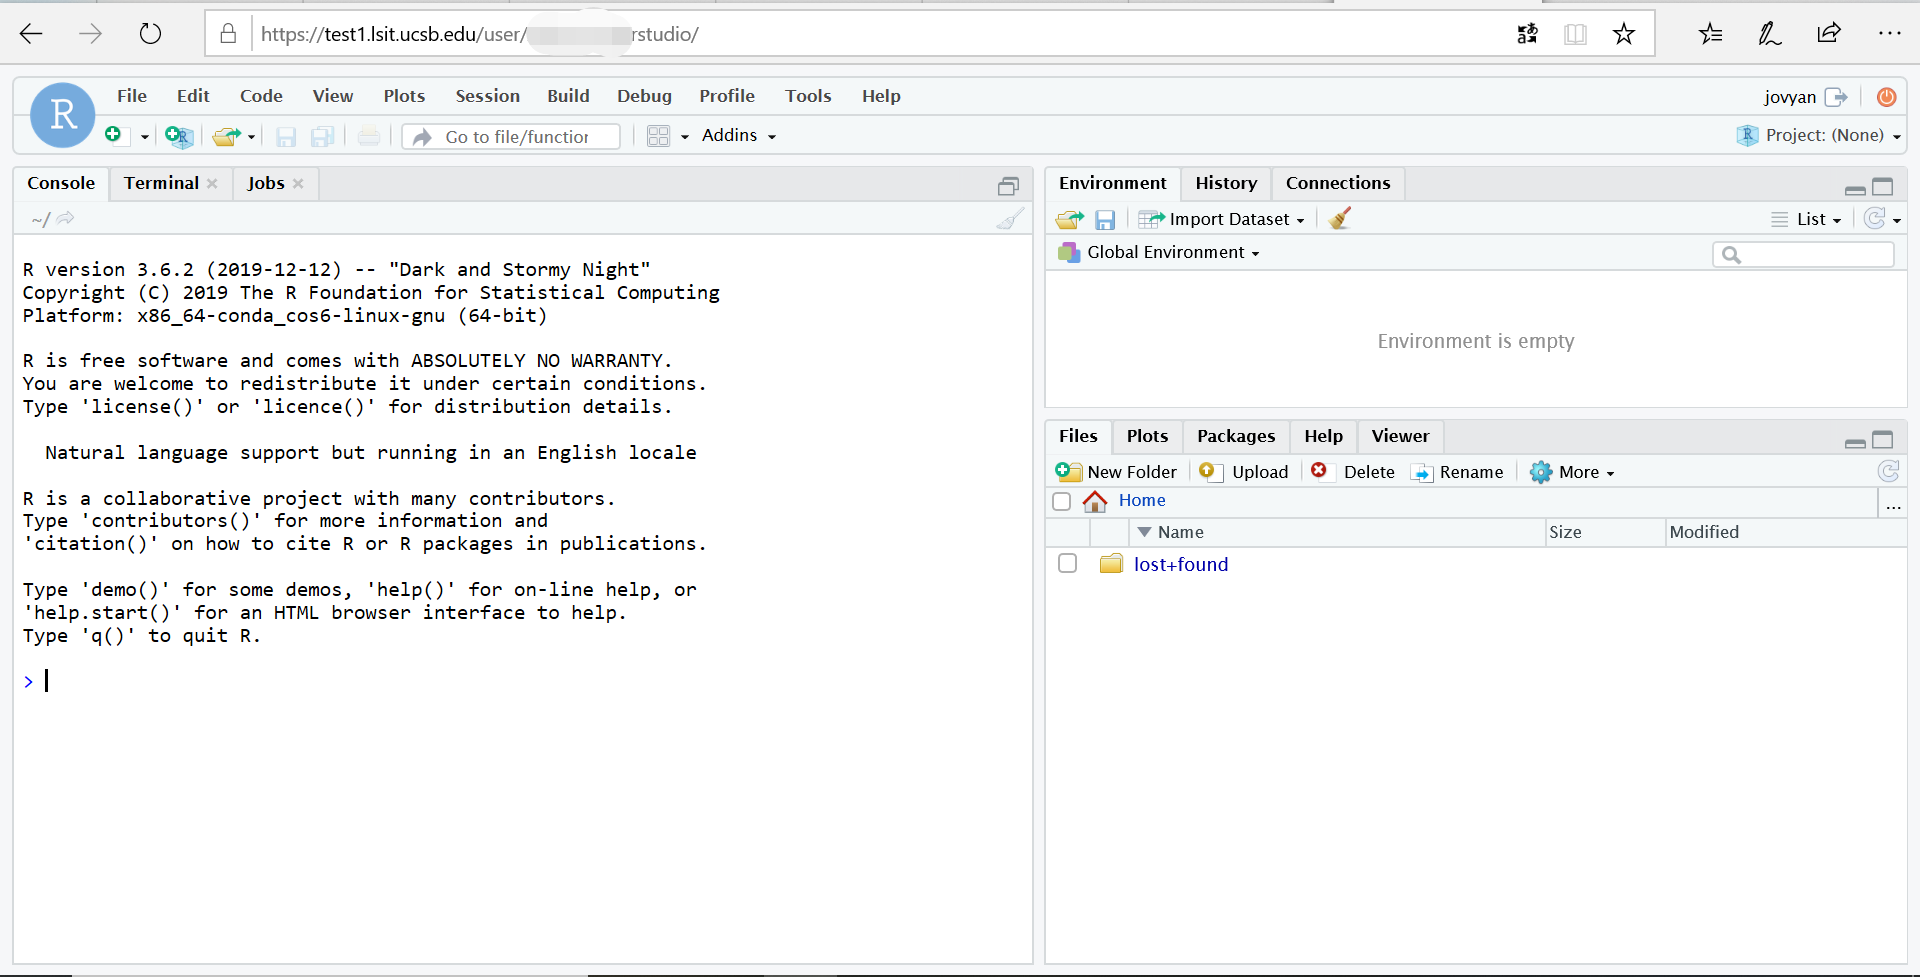 https://test1.lsit.ucsb.edu/user/ rstudio/
R
File Edit Code View Plots Session Build Debug Profile Tools Help
jovyan
Go to file/function
Addins
Project: (None)
Console Terminal Jobs
~/
R version 3.6.2 (2019-12-12) -- "Dark and Stormy Night"
Copyright (C) 2019 The R Foundation for Statistical Computing
Platform: x86_64-conda_cos6-linux-gnu (64-bit)
R is free software and comes with ABSOLUTELY NO WARRANTY.
You are welcome to redistribute it under certain conditions.
Type 'license()' or 'licence()' for distribution details.
Natural language support but running in an English locale
R is a collaborative project with many contributors.
Type 'contributors()' for more information and
'citation()' on how to cite R or R packages in publications.
Type 'demo()' for some demos, 'help()' for on-line help, or
'help.start()' for an HTML browser interface to help.
Type 'q()' to quit R.
>
Environment History Connections
Import Dataset
List
Global Environment
Environment is empty
Files Plots Packages Help Viewer
New Folder Upload Delete Rename More
Home
...
Name Size Modified
lost+found